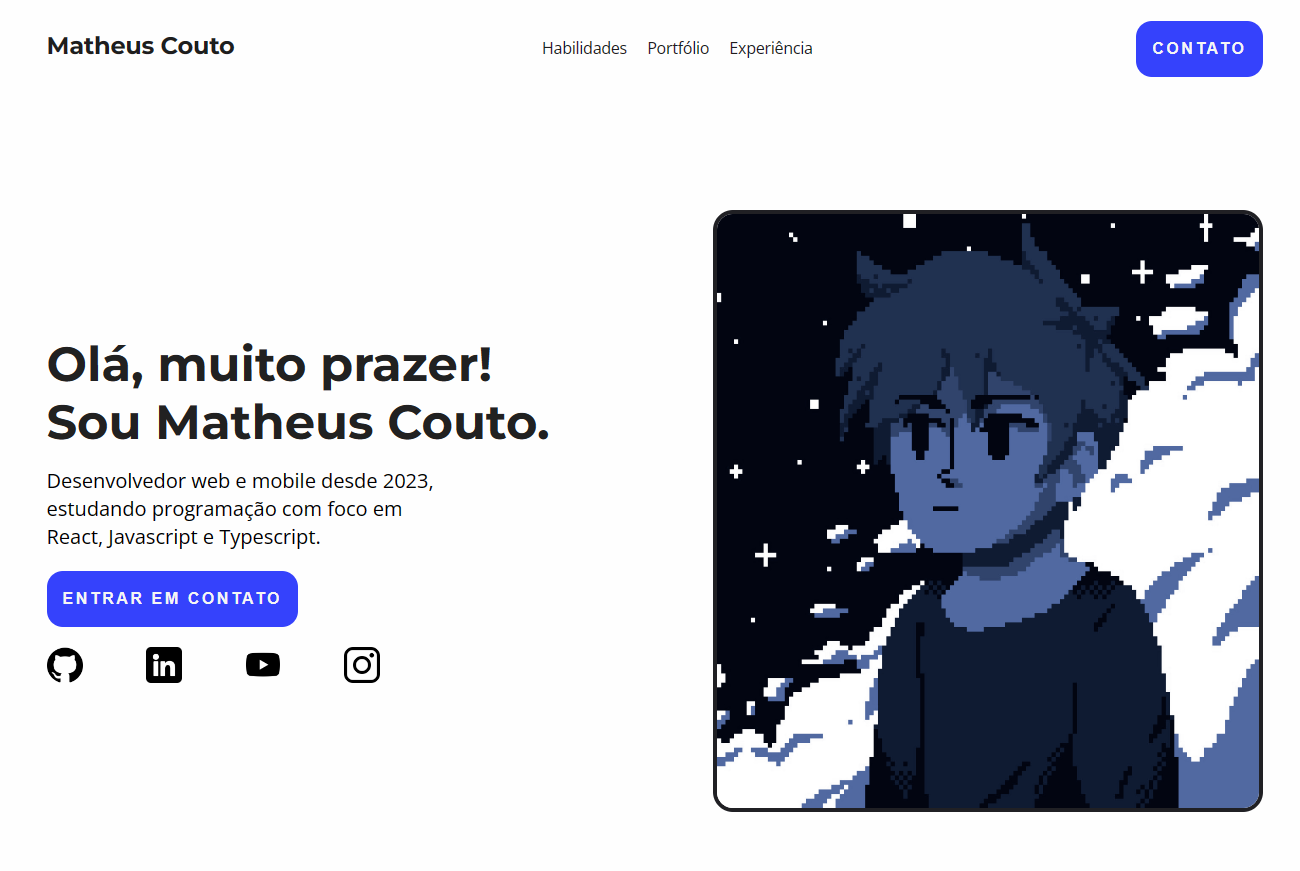 Matheus Couto
Habilidades
Portfólio
Experiência
CONTATO
Olá, muito prazer!
Sou Matheus Couto.
Desenvolvedor web e mobile desde 2023,
estudando programação com foco em
React, Javascript e Typescript.
ENTRAR EM CONTATO
in